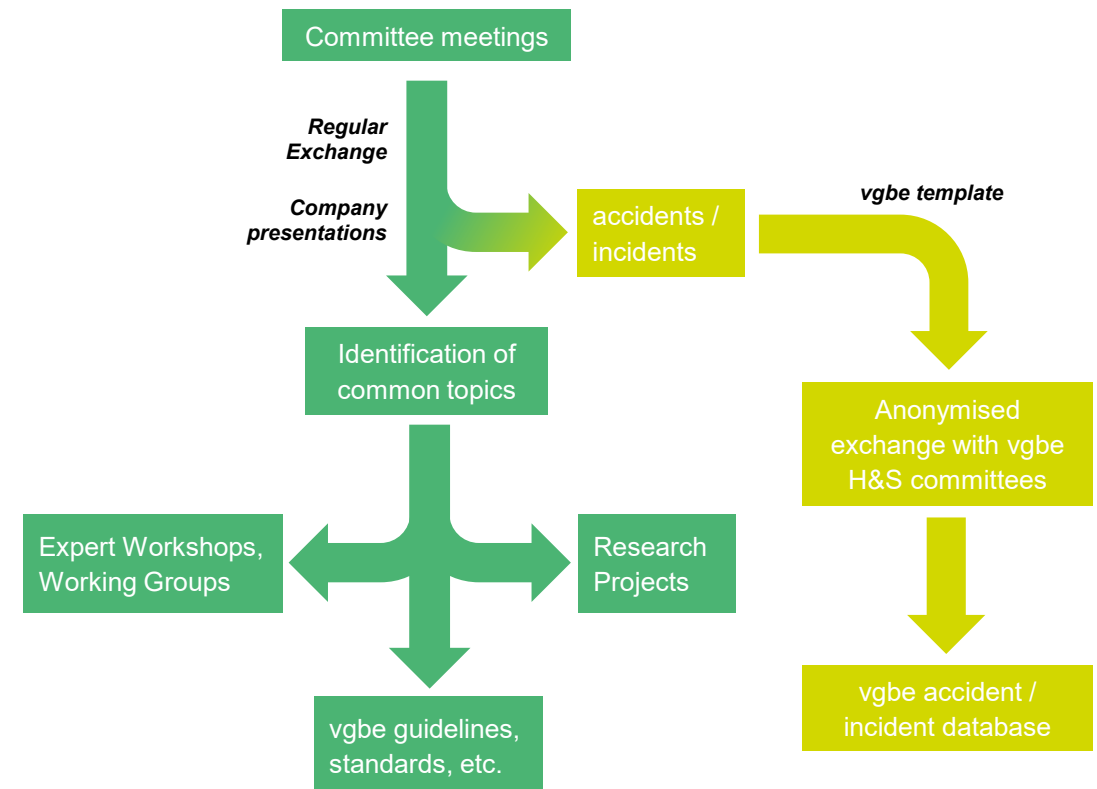 Committee meetings
Regular
Exchange
Company
presentations
accidents /
incidents
vgbe template
Identification of
common topics
Anonymised
exchange with vgbe
H&S committees
Expert Workshops,
Working Groups
Research
Projects
vgbe guidelines,
standards, etc.
vgbe accident /
incident database